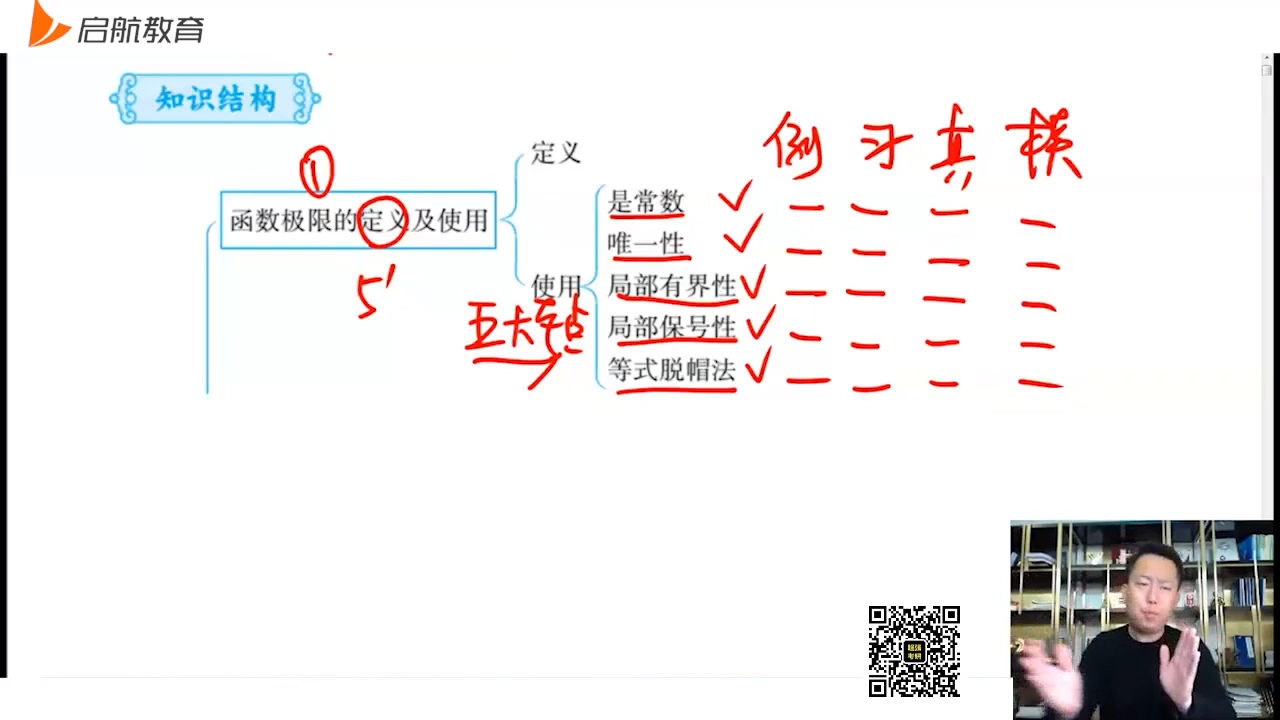 启航教育
知识结构
例 习 真 模
①
定义
函数极限的定义及使用
是常数
唯一性
5'
使用
局部有界性
五大考点
局部保号性
等式脱帽法